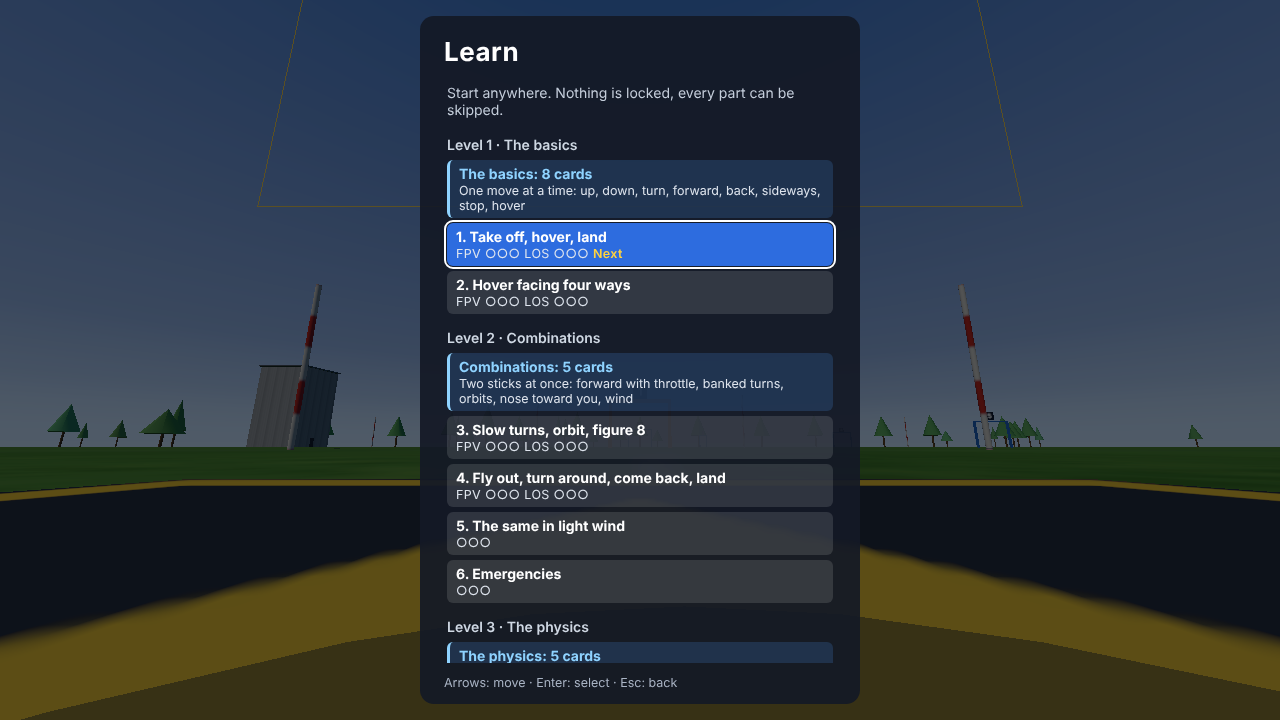 Learn
Start anywhere. Nothing is locked, every part can be
skipped.
Level 1 · The basics
The basics: 8 cards
One move at a time: up, down, turn, forward, back, sideways,
stop, hover
1. Take off, hover, land
FPV ○○○ LOS ○○○ Next
2. Hover facing four ways
FPV ○○○ LOS ○○○
Level 2 · Combinations
Combinations: 5 cards
Two sticks at once: forward with throttle, banked turns,
orbits, nose toward you, wind
3. Slow turns, orbit, figure 8
FPV ○○○ LOS ○○○
4. Fly out, turn around, come back, land
FPV ○○○ LOS ○○○
5. The same in light wind
○○○
6. Emergencies
○○○
Level 3 · The physics
The physics: 5 cards
Arrows: move · Enter: select · Esc: back